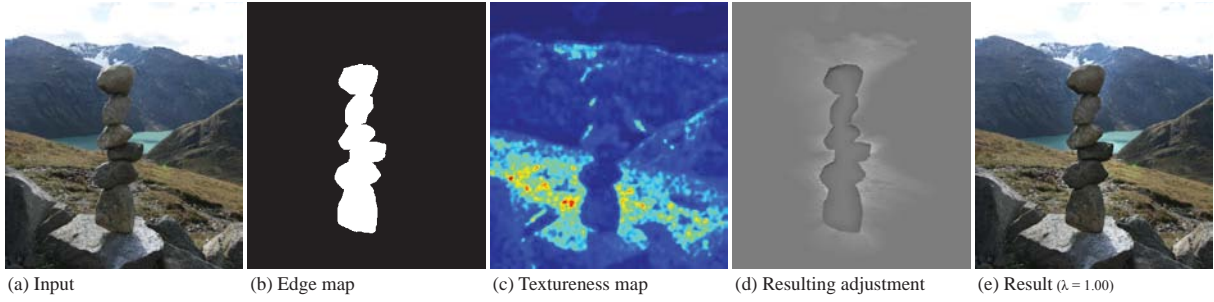 (a) Input
(b) Edge map
(c) Textureness map
(d) Resulting adjustment
(e) Result (λ = 1.00)